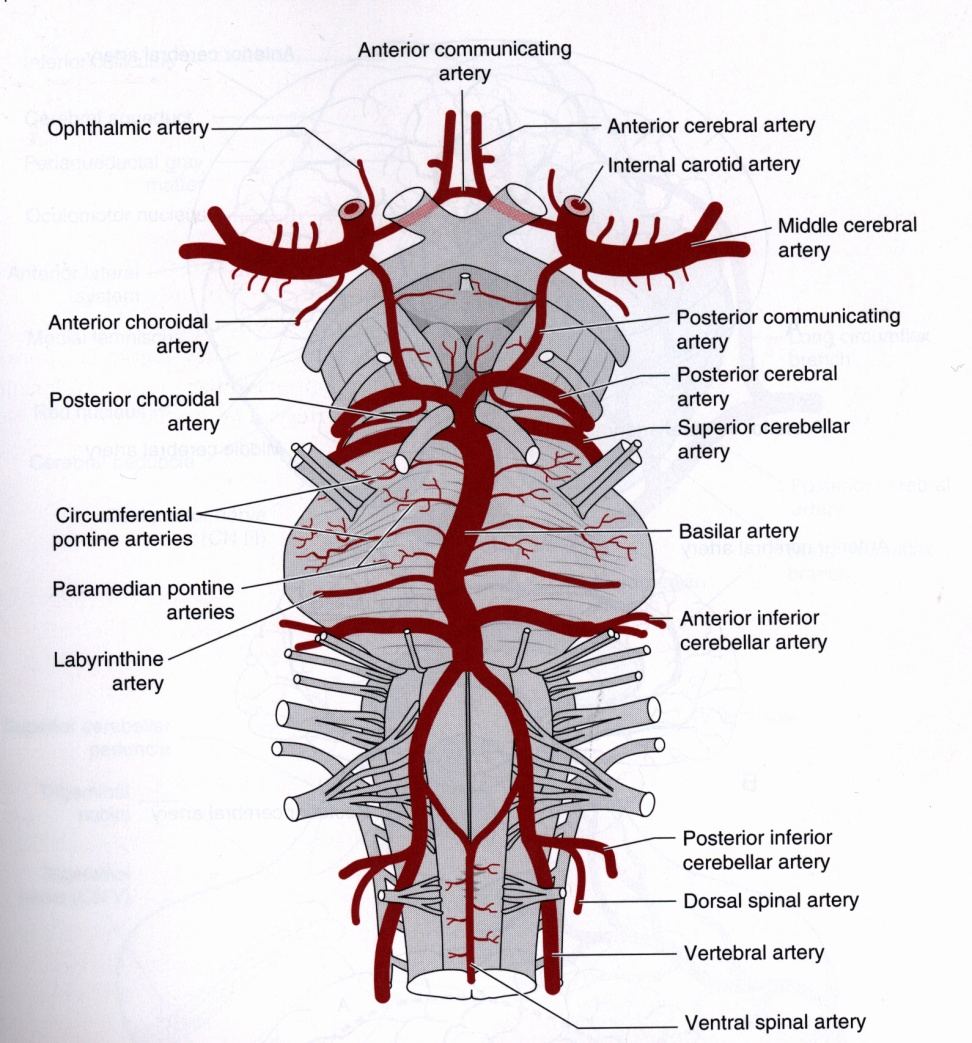 Anterior communicating
artery
Ophthalmic artery
Anterior cerebral artery
Internal carotid artery
Middle cerebral
artery
Anterior choroidal
artery
Posterior communicating
artery
Posterior choroidal
artery
Posterior cerebral
artery
Superior cerebellar
artery
Circumferential
pontine arteries
Basilar artery
Paramedian pontine
arteries
Anterior inferior
cerebellar artery
Labyrinthine
artery
Posterior inferior
cerebellar artery
Dorsal spinal artery
Vertebral artery
Ventral spinal artery